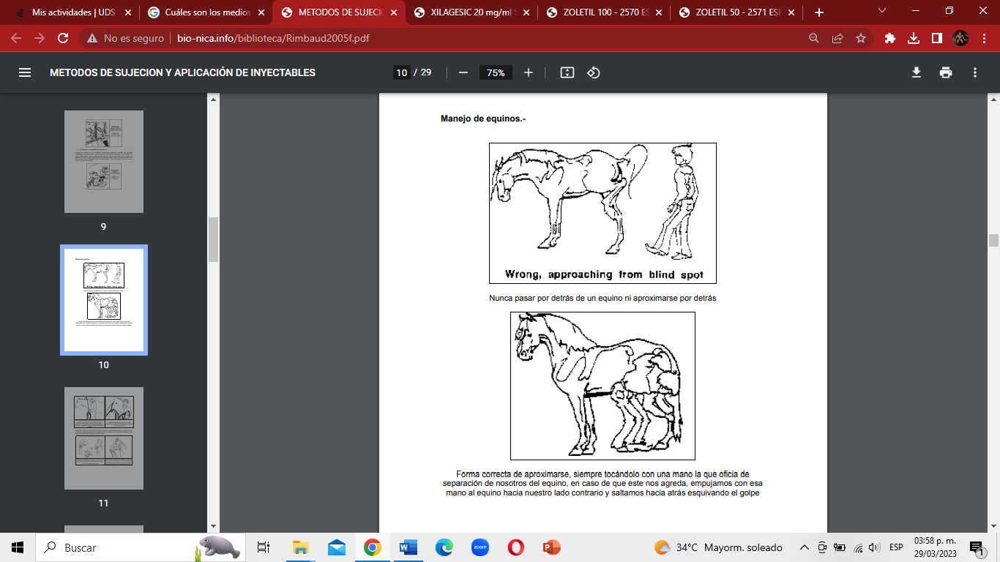 Mis actividades | UDS
Cuáles son los medios
METODOS DE SUJECIO
XILAGESIC 20 mg/ml S
ZOLETIL 100 - 2570 ES
ZOLETIL 50 - 2571 ESP
No es seguro
bio-nica.info/biblioteca/Rimbaud2005f.pdf
METODOS DE SUJECION Y APLICACIÓN DE INYECTABLES
10 / 29
75%
9
10
11
Manejo de equinos.-
Wrong, approaching from blind spot
Nunca pasar por detrás de un equino ni aproximarse por detrás
Forma correcta de aproximarse, siempre tocándolo con una mano la que oficia de
separación de nosotros del equino, en caso de que este nos agreda, empujamos con esa
mano al equino hacia nuestro lado contrario y saltamos hacia atrás esquivando el golpe
Buscar
zoom
34°C Mayorm. soleado
ESP
03:58 p. m.
29/03/2023
1